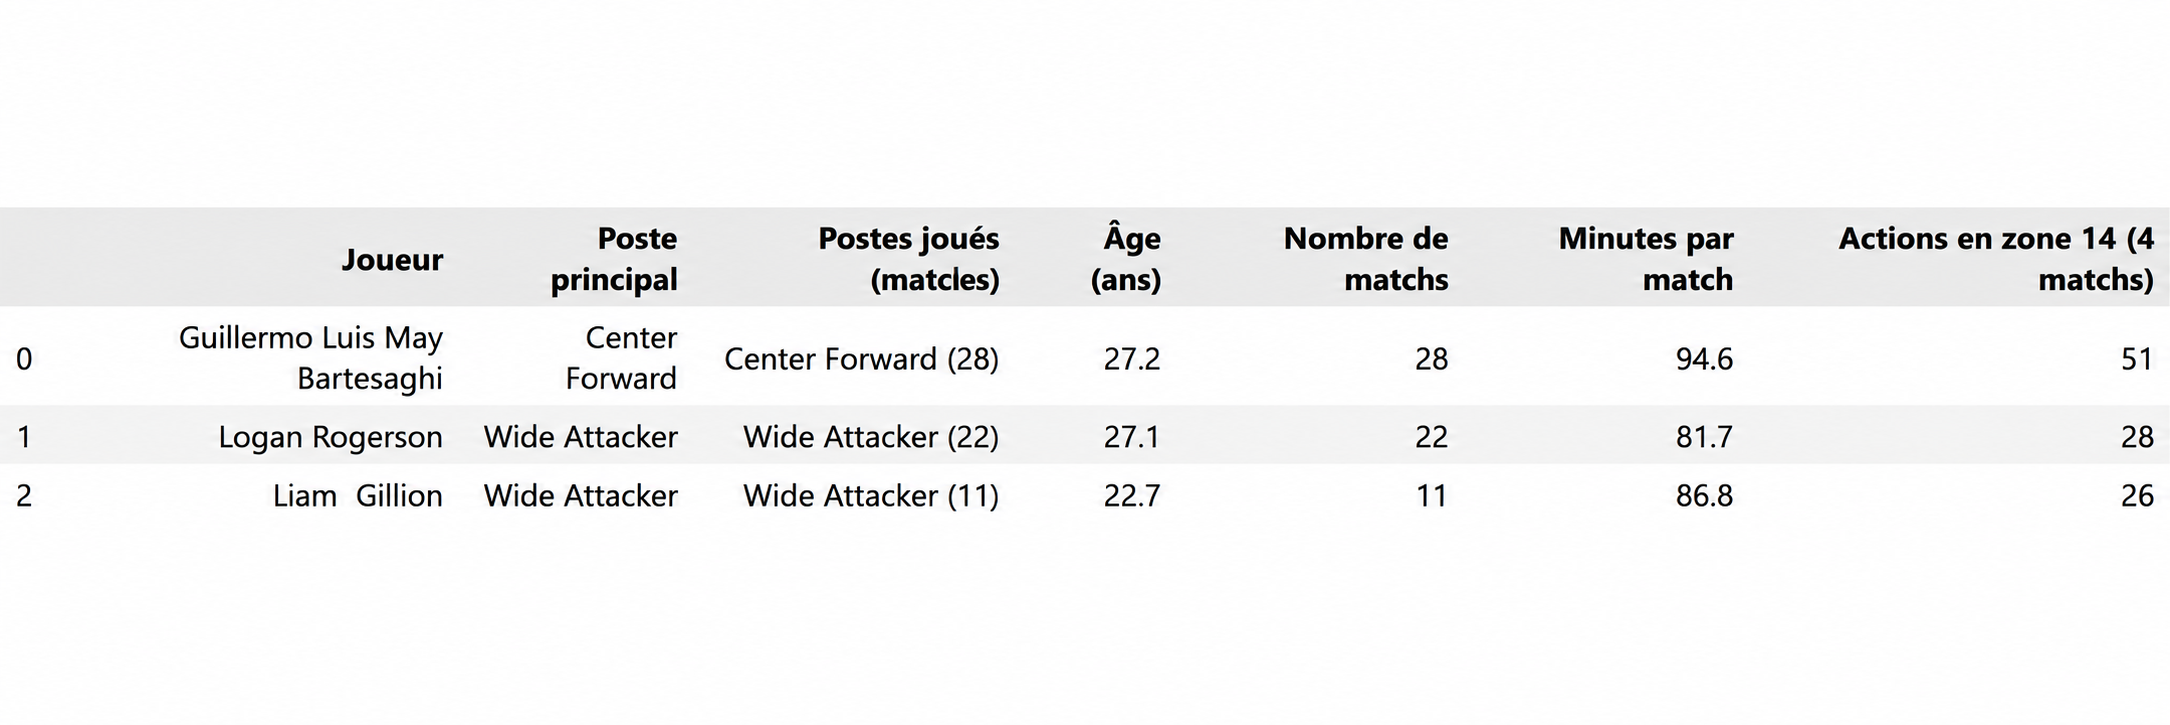 Joueur Poste principal Postes joués (matcles) Âge (ans) Nombre de matchs Minutes par match Actions en zone 14 (4 matchs)
0 Guillermo Luis May Bartesaghi Center Forward Center Forward (28) 27.2 28 94.6 51
1 Logan Rogerson Wide Attacker Wide Attacker (22) 27.1 22 81.7 28
2 Liam  Gillion Wide Attacker Wide Attacker (11) 22.7 11 86.8 26